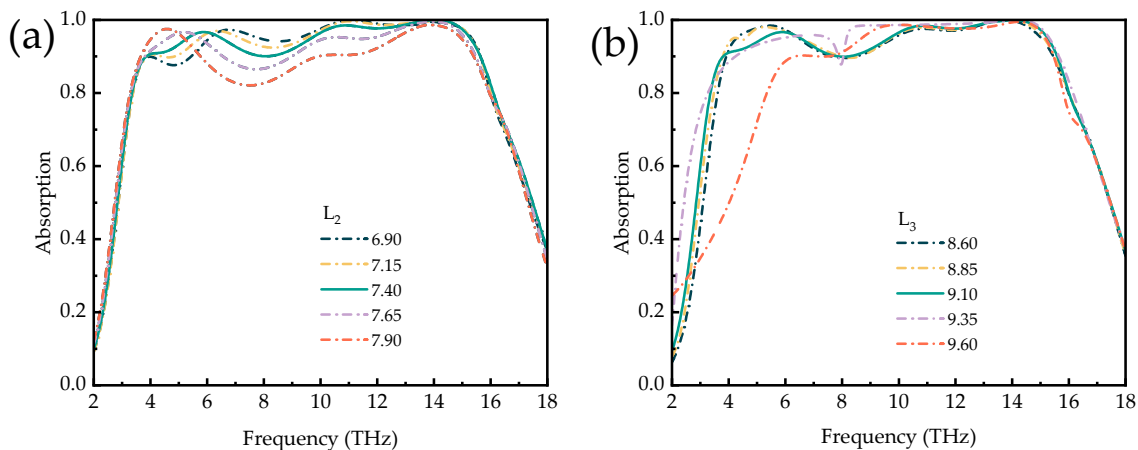 (a)
1.0
0.8
0.6
0.4
0.2
0.0
Absorption
L2
6.90
7.15
7.40
7.65
7.90
2 4 6 8 10 12 14 16 18
Frequency (THz)
(b)
1.0
0.8
0.6
0.4
0.2
0.0
Absorption
L3
8.60
8.85
9.10
9.35
9.60
2 4 6 8 10 12 14 16 18
Frequency (THz)